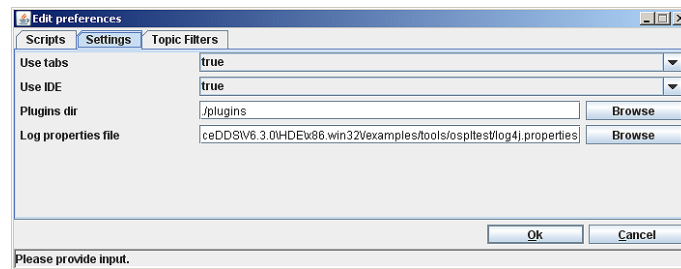 Edit preferences
Scripts Settings Topic Filters
Use tabs true
Use IDE true
Plugins dir ./plugins Browse
Log properties file ceDDS\V6.3.0\HDE\x86.win32\/examples/tools/ospltest/log4j.properties Browse
Ok Cancel
Please provide input.